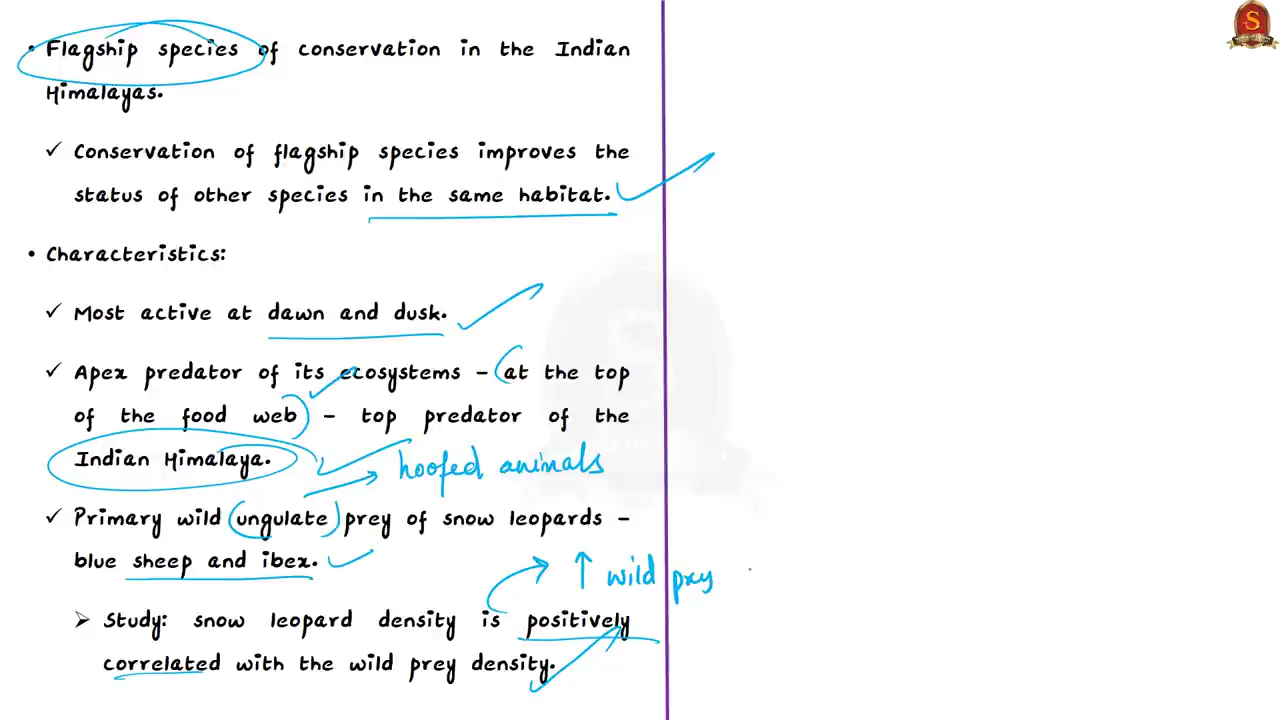 • Flagship species of conservation in the Indian
Himalayas.
✓ Conservation of flagship species improves the
status of other species in the same habitat.
• Characteristics:
✓ Most active at dawn and dusk.
✓ Apex predator of its ecosystems - (at the top
of the food web) - top predator of the
Indian Himalaya.
→ hoofed animals
✓ Primary wild (ungulate) prey of snow leopards -
blue sheep and ibex.
→ ↑ wild prey
➢ Study: snow leopard density is positively
correlated with the wild prey density.
S